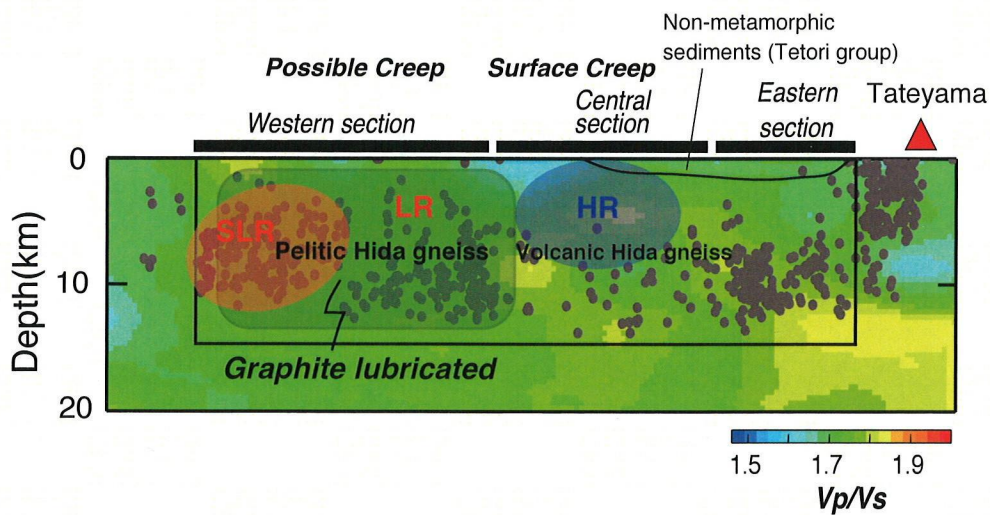 Non-metamorphic
sediments (Tetori group)
Possible Creep
Surface Creep
Western section
Central
section
Eastern
section
Tateyama
0
10
20
Depth(km)
SLR
LR
HR
Pelitic Hida gneiss
Volcanic Hida gneiss
Graphite lubricated
1.5 1.7 1.9
Vp/Vs